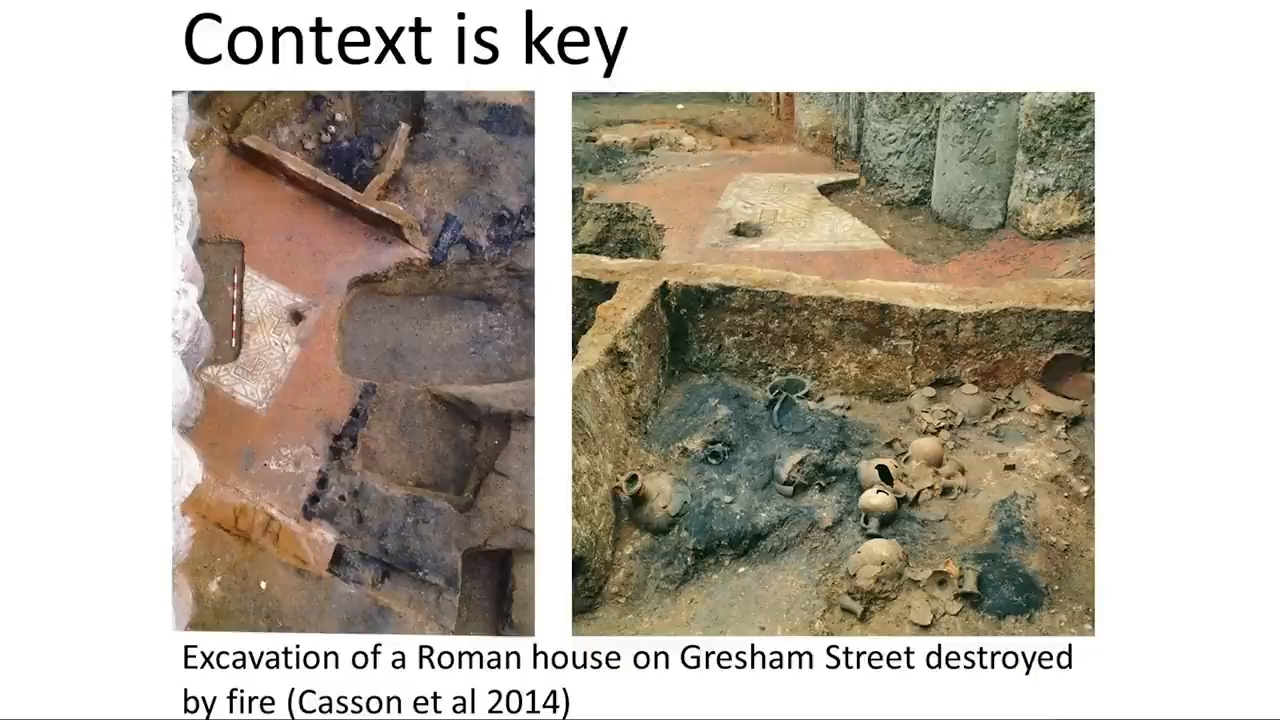 Context is key
Excavation of a Roman house on Gresham Street destroyed
by fire (Casson et al 2014)